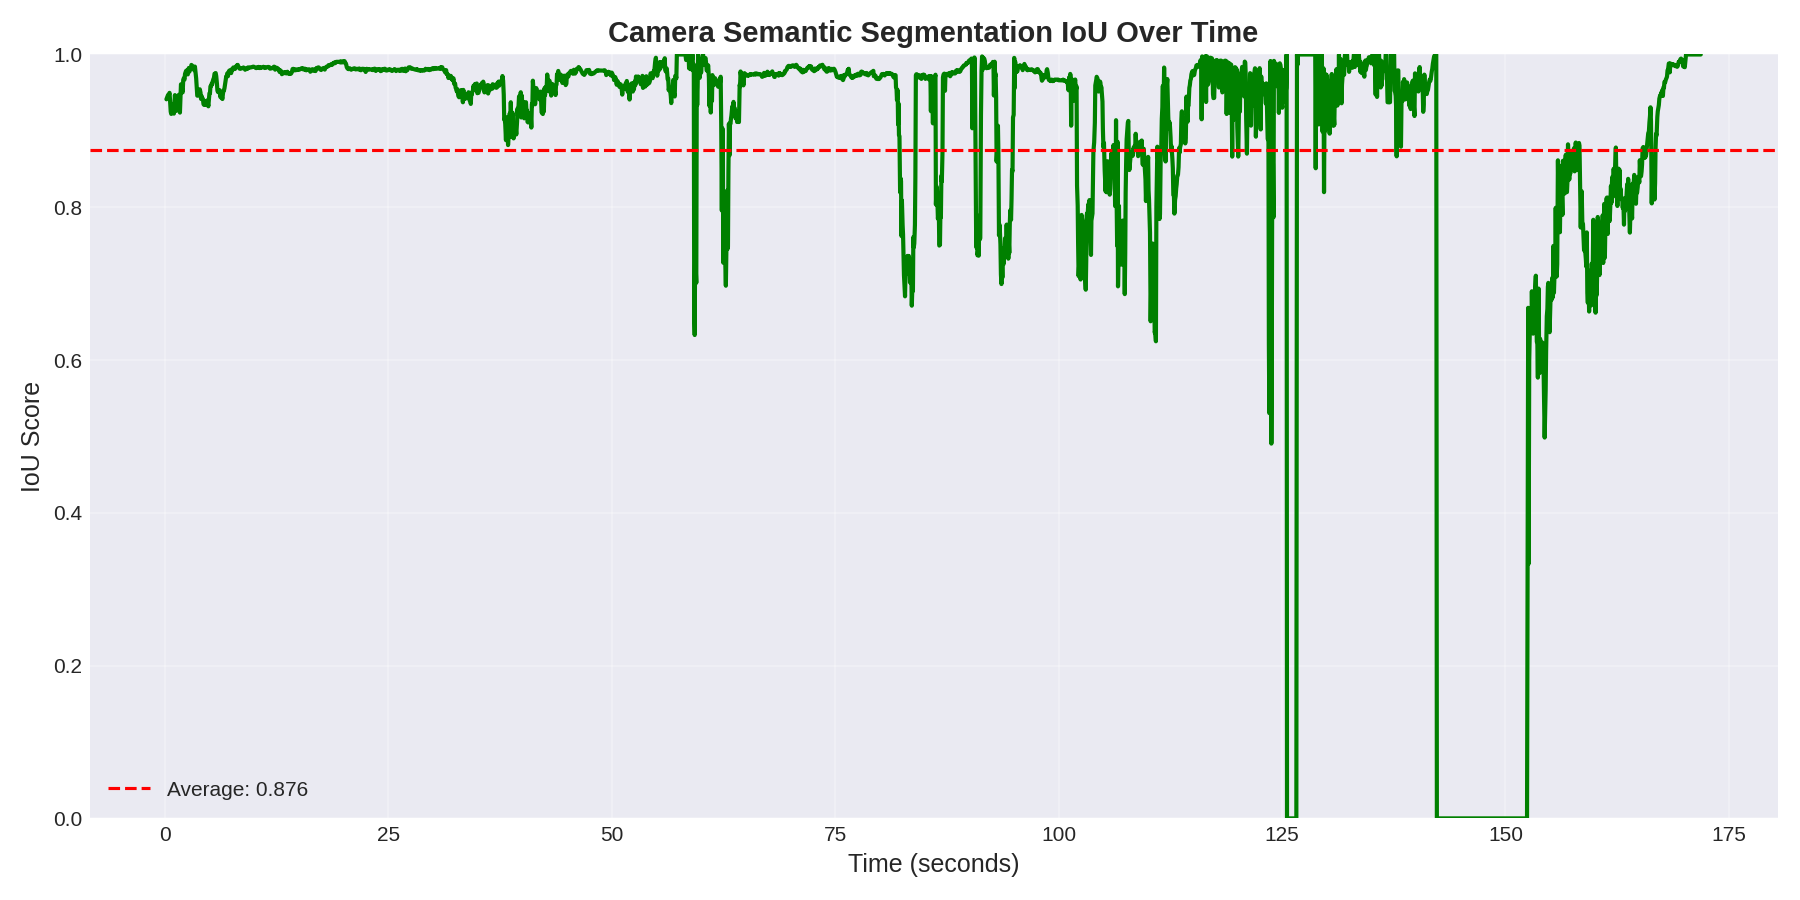 Camera Semantic Segmentation IoU Over Time
1.0
0.8
0.6
0.4
0.2
0.0
IoU Score
Average: 0.876
0 25 50 75 100 125 150 175
Time (seconds)